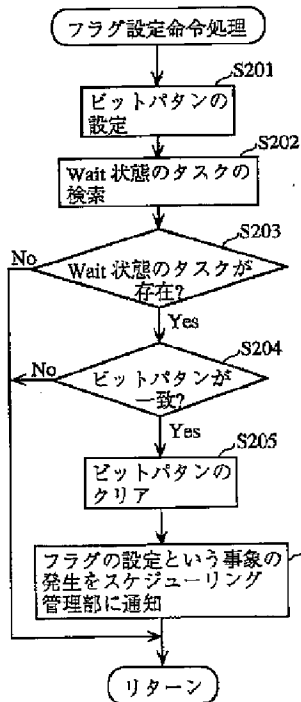 フラグ設定命令処理
S201
ビットパタンの
設定
S202
Wait 状態のタスクの
検索
S203
No
Wait 状態のタスクが
存在?
Yes
S204
No
ビットパタンが
一致?
Yes
S205
ビットパタンの
クリア
フラグの設定という事象の
発生をスケジューリング
管理部に通知
リターン